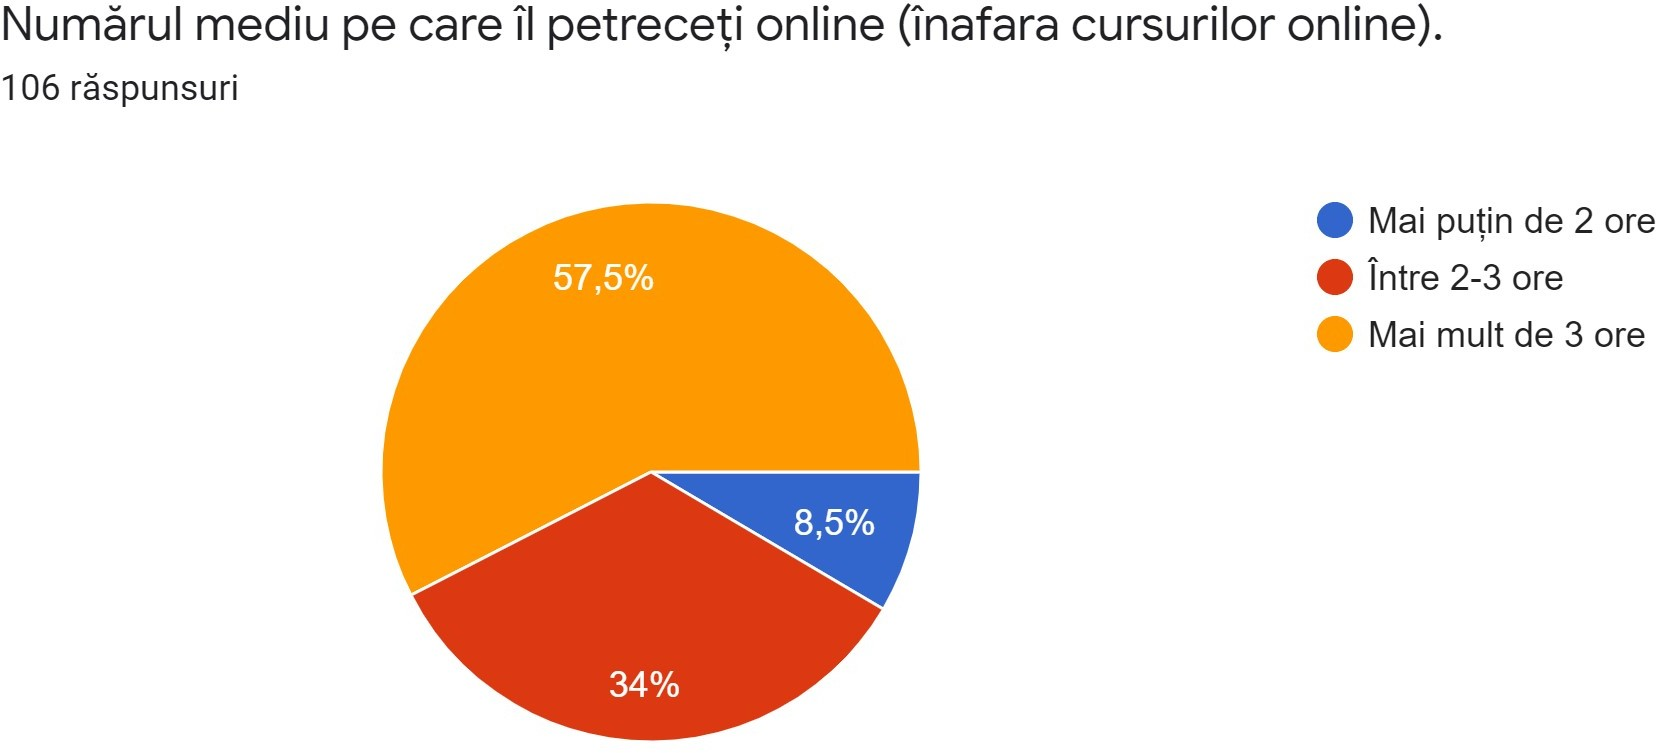 Numărul mediu pe care îl petreceți online (înafara cursurilor online).
106 răspunsuri
57,5%
8,5%
34%
Mai puțin de 2 ore
Între 2-3 ore
Mai mult de 3 ore